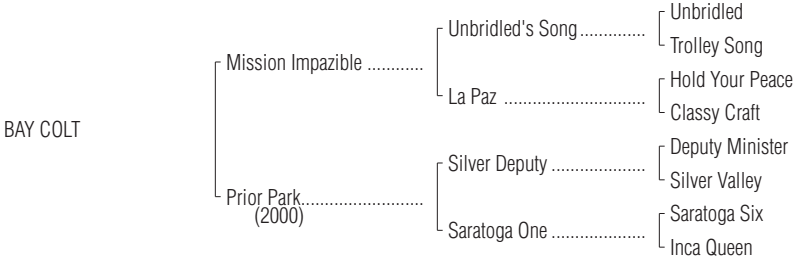 Unbridled
Unbridled's Song..............
Trolley Song
Mission Impazible ............
Hold Your Peace
La Paz ..............................
Classy Craft
BAY COLT
Deputy Minister
Silver Deputy ....................
Silver Valley
Prior Park..........................
(2000)
Saratoga Six
Saratoga One ....................
Inca Queen